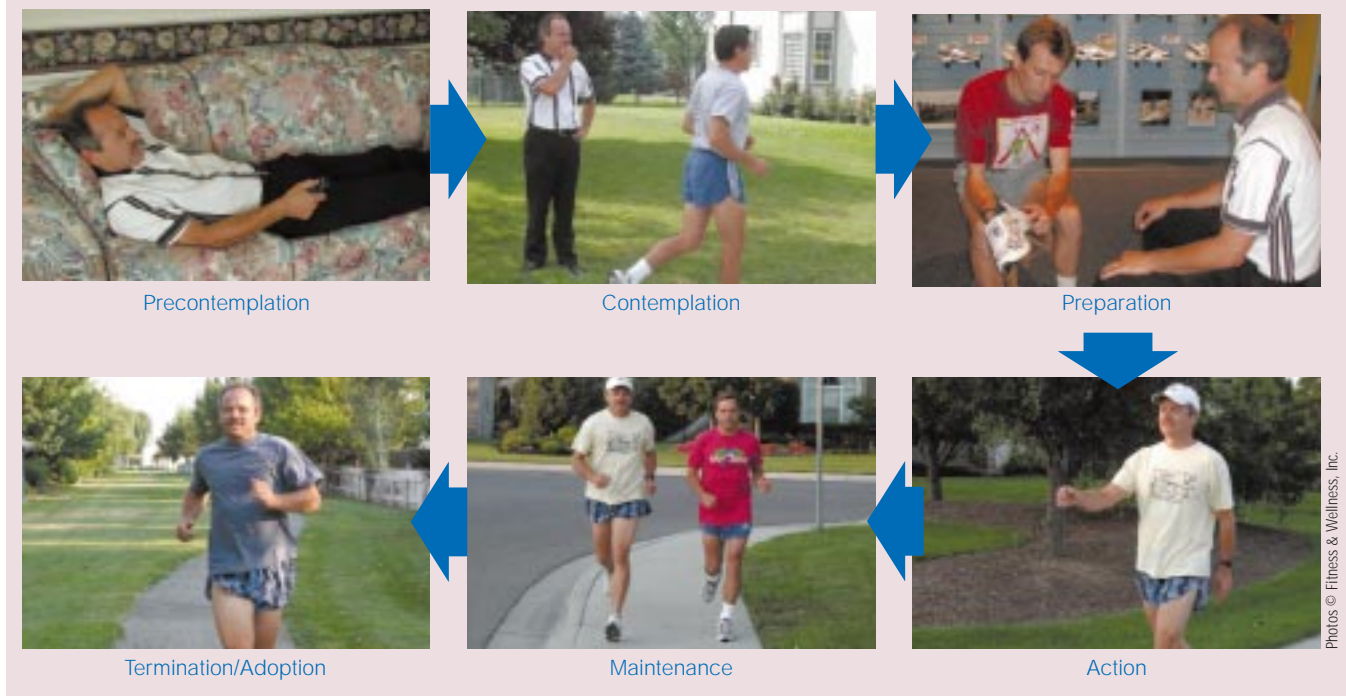 Precontemplation
Contemplation
Preparation
Termination/Adoption
Maintenance
Action
Photos © Fitness & Wellness, Inc.